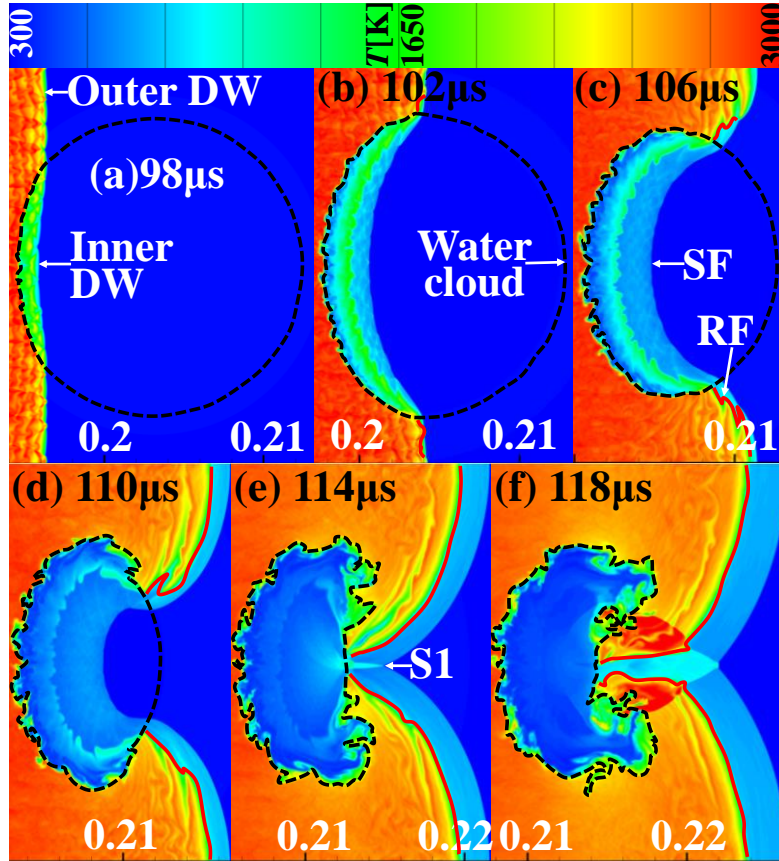 300 T[K] 1650 3000
Outer DW
(a)98μs
Inner
DW
0.2 0.21
(b) 102μs
Water
cloud
0.2 0.21
(c) 106μs
SF
RF
0.21
(d) 110μs
0.21
(e) 114μs
S1
0.21 0.22
(f) 118μs
0.21 0.22